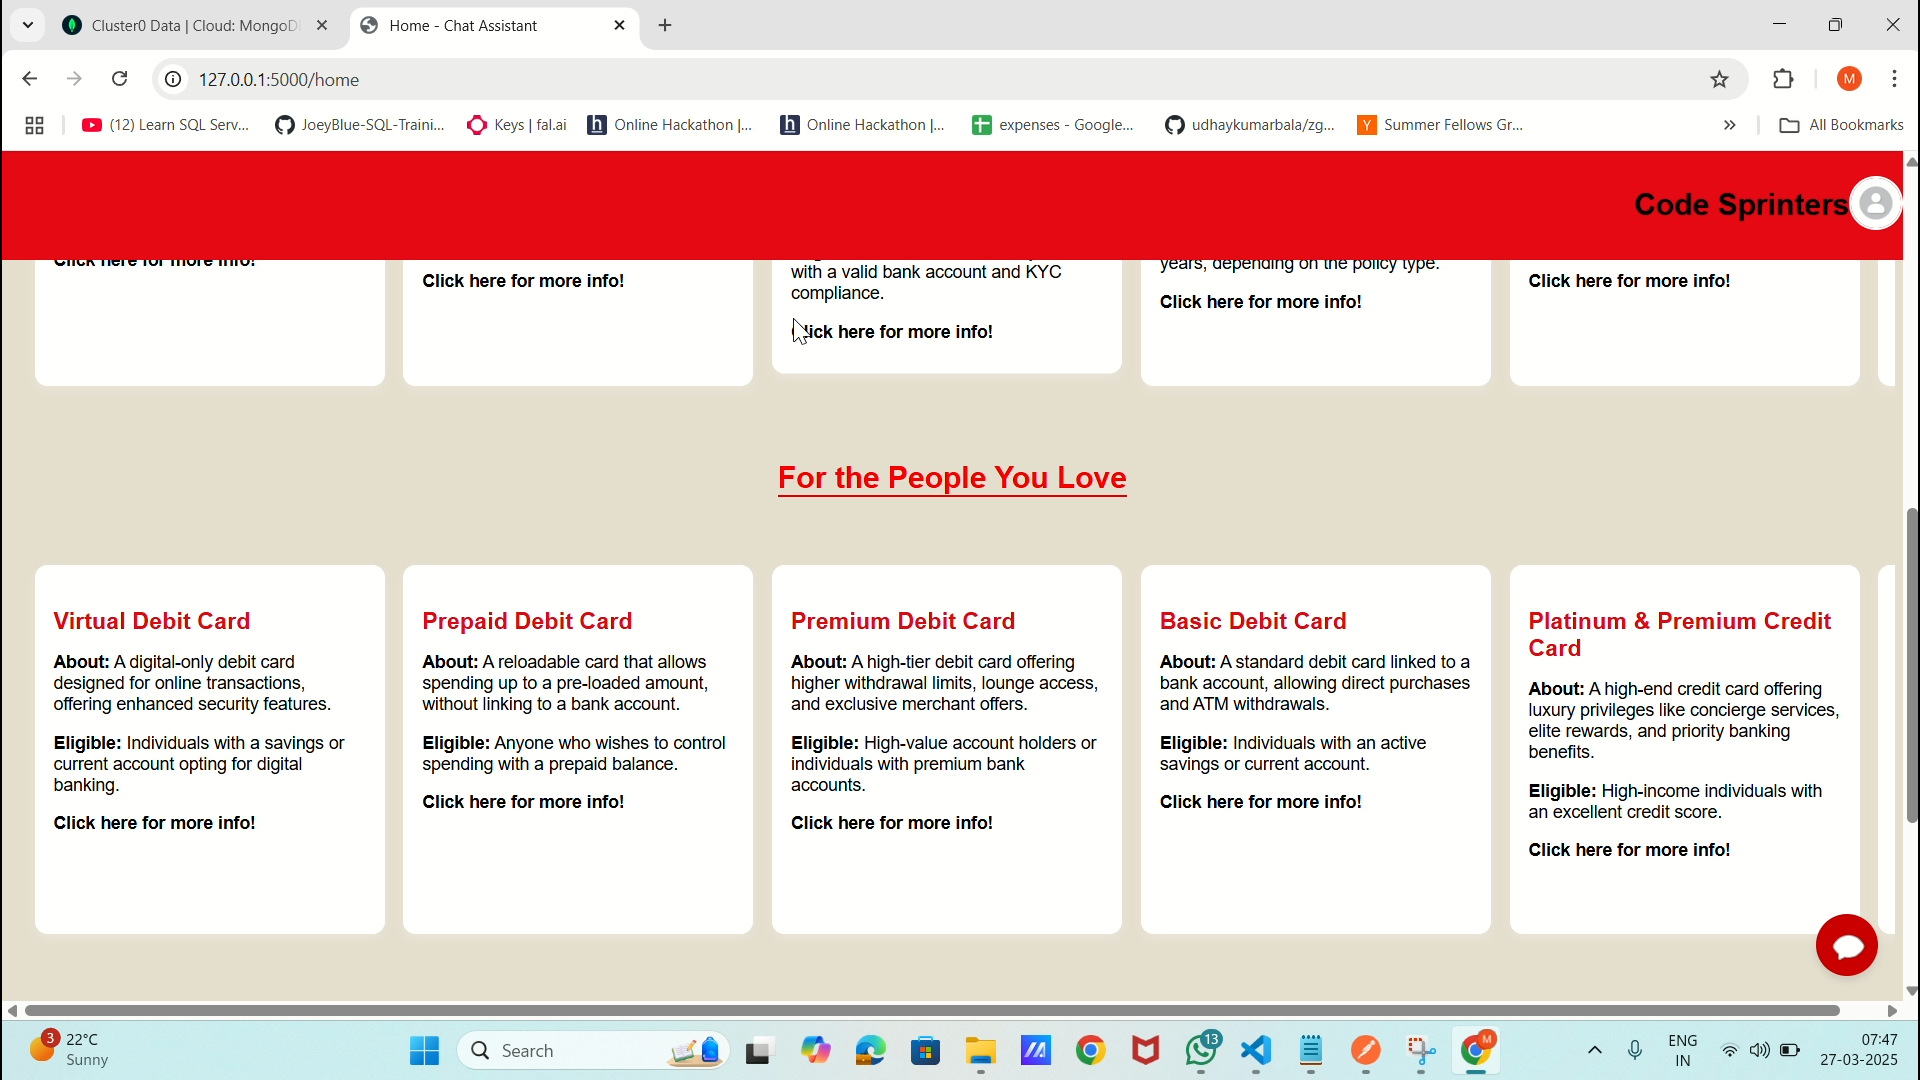 Cluster0 Data | Cloud: MongoD
Home - Chat Assistant
127.0.0.1:5000/home
M
(12) Learn SQL Serv...
JoeyBlue-SQL-Traini...
Keys | fal.ai
Online Hackathon |...
Online Hackathon |...
expenses - Google...
udhaykumarbala/zg...
Summer Fellows Gr...
All Bookmarks
Code Sprinters
Click here for more info!
Click here for more info!
with a valid bank account and KYC
compliance.
Click here for more info!
years, depending on the policy type.
Click here for more info!
Click here for more info!
For the People You Love
Virtual Debit Card
About: A digital-only debit card
designed for online transactions,
offering enhanced security features.
Eligible: Individuals with a savings or
current account opting for digital
banking.
Click here for more info!
Prepaid Debit Card
About: A reloadable card that allows
spending up to a pre-loaded amount,
without linking to a bank account.
Eligible: Anyone who wishes to control
spending with a prepaid balance.
Click here for more info!
Premium Debit Card
About: A high-tier debit card offering
higher withdrawal limits, lounge access,
and exclusive merchant offers.
Eligible: High-value account holders or
individuals with premium bank
accounts.
Click here for more info!
Basic Debit Card
About: A standard debit card linked to a
bank account, allowing direct purchases
and ATM withdrawals.
Eligible: Individuals with an active
savings or current account.
Click here for more info!
Platinum & Premium Credit
Card
About: A high-end credit card offering
luxury privileges like concierge services,
elite rewards, and priority banking
benefits.
Eligible: High-income individuals with
an excellent credit score.
Click here for more info!
3
22°C
Sunny
Search
13
M
ENG
IN
07:47
27-03-2025